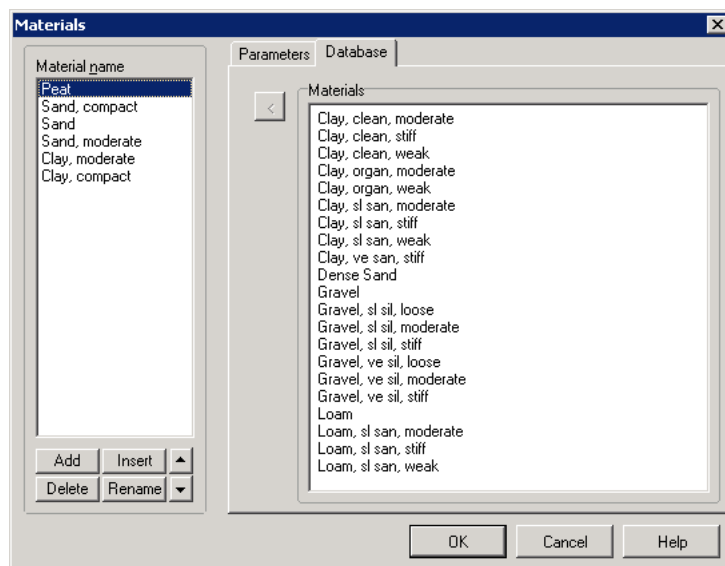 Materials
Material name
Peat
Sand, compact
Sand
Sand, moderate
Clay, moderate
Clay, compact
Add
Insert
Delete
Rename
Parameters
Database
<
Materials
Clay, clean, moderate
Clay, clean, stiff
Clay, clean, weak
Clay, organ, moderate
Clay, organ, weak
Clay, sl san, moderate
Clay, sl san, stiff
Clay, sl san, weak
Clay, ve san, stiff
Dense Sand
Gravel
Gravel, sl sil, loose
Gravel, sl sil, moderate
Gravel, sl sil, stiff
Gravel, ve sil, loose
Gravel, ve sil, moderate
Gravel, ve sil, stiff
Loam
Loam, sl san, moderate
Loam, sl san, stiff
Loam, sl san, weak
OK
Cancel
Help